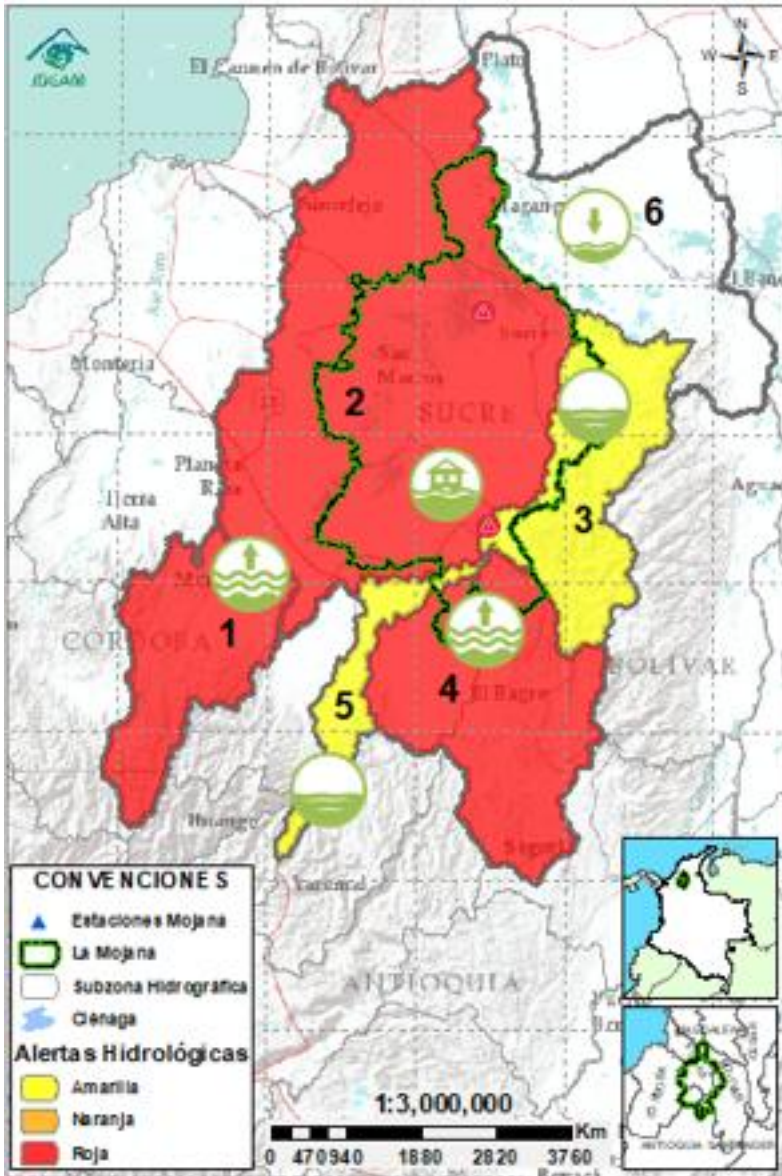 IDEAM
El Carmen de Bolívar
Plato
N
W E
S
Sincelejo
6
Montería
San Marcos
Sucre
2
SUCRE
Planeta Rica
Tierra Alta
3
1
CÓRDOBA
4
El Bagre
BOLÍVAR
5
Ituango
Segovia
Yarumal
ANTIOQUIA
CONVENCIONES
Estaciones Mojana
La Mojana
Subzona Hidrográfica
Ciénaga
Alertas Hidrológicas
Amarilla
Naranja
Roja
1:3,000,000
Km
0 470 940 1880 2820 3760